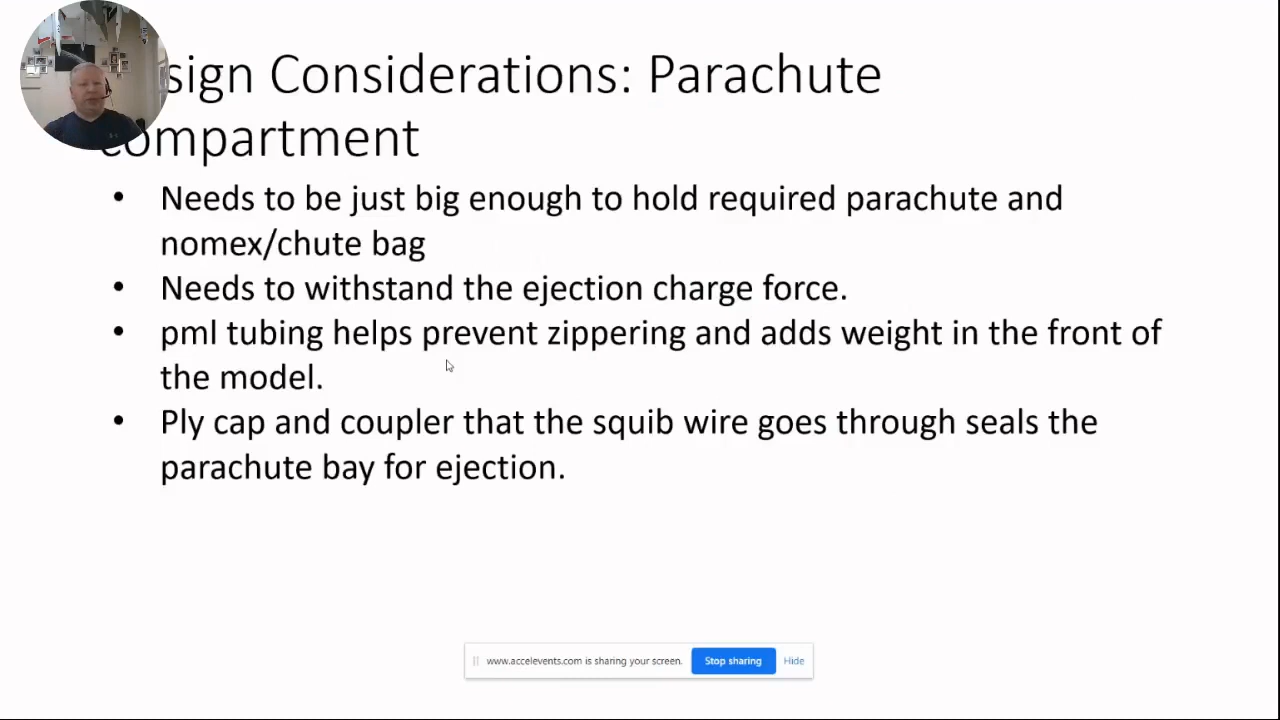 sign Considerations: Parachute
compartment
• Needs to be just big enough to hold required parachute and
nomex/chute bag
• Needs to withstand the ejection charge force.
• pml tubing helps prevent zippering and adds weight in the front of
the model.
• Ply cap and coupler that the squib wire goes through seals the
parachute bay for ejection.
www.accelevents.com is sharing your screen. Stop sharing Hide